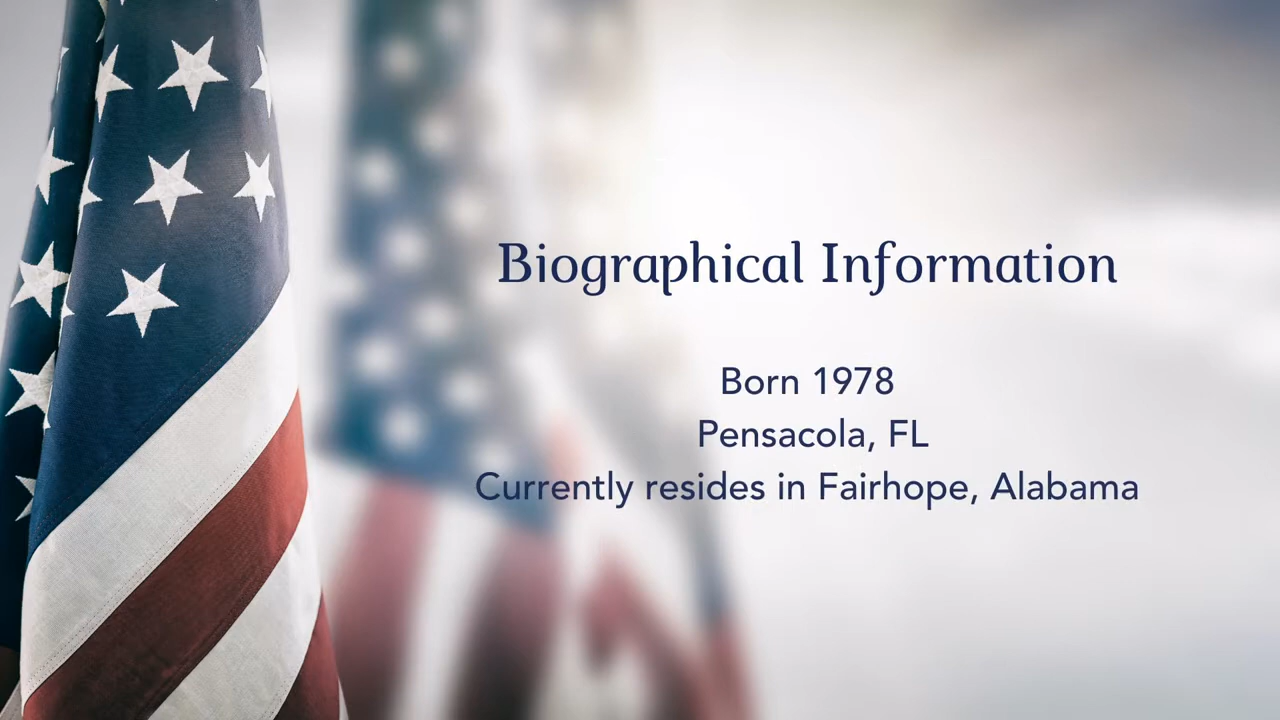 Biographical Information
Born 1978
Pensacola, FL
Currently resides in Fairhope, Alabama